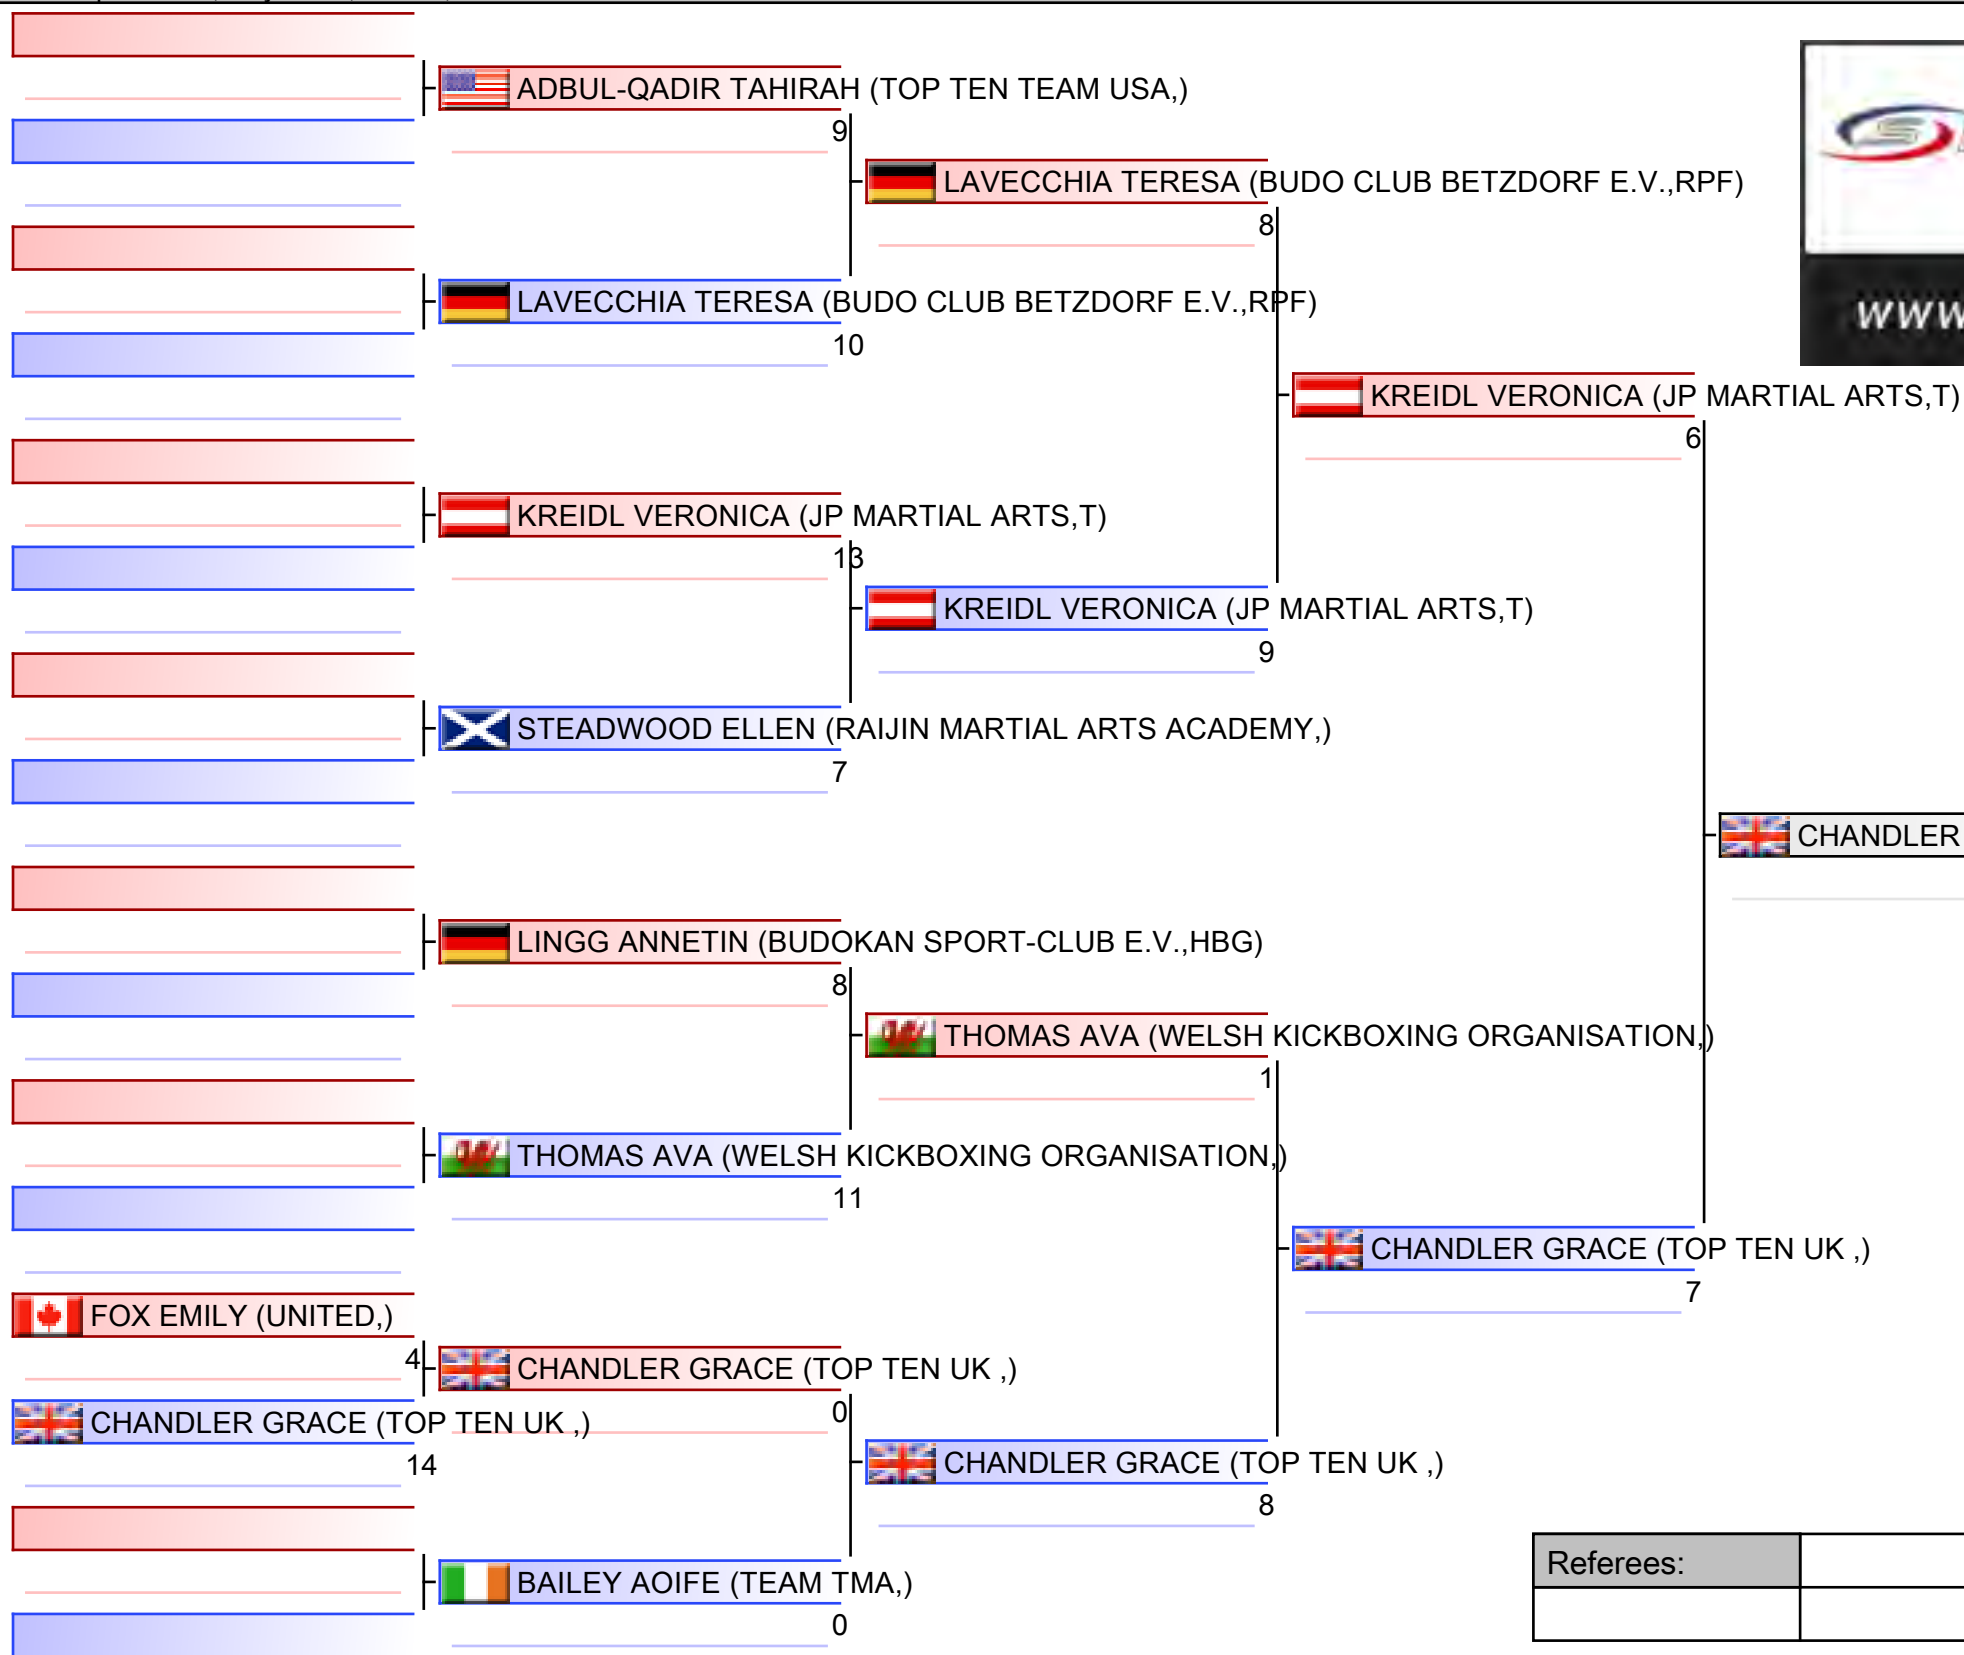 ADBUL-QADIR TAHIRAH (TOP TEN TEAM USA,)
9
LAVECCHIA TERESA (BUDO CLUB BETZDORF E.V.,RPF)
8
LAVECCHIA TERESA (BUDO CLUB BETZDORF E.V.,RPF)
10
www
KREIDL VERONICA (JP MARTIAL ARTS,T)
6
KREIDL VERONICA (JP MARTIAL ARTS,T)
13
KREIDL VERONICA (JP MARTIAL ARTS,T)
9
STEADWOOD ELLEN (RAIJIN MARTIAL ARTS ACADEMY,)
7
CHANDLER
LINGG ANNETIN (BUDOKAN SPORT-CLUB E.V.,HBG)
8
THOMAS AVA (WELSH KICKBOXING ORGANISATION,)
1
THOMAS AVA (WELSH KICKBOXING ORGANISATION,)
11
CHANDLER GRACE (TOP TEN UK ,)
7
FOX EMILY (UNITED,)
4
CHANDLER GRACE (TOP TEN UK ,)
0
CHANDLER GRACE (TOP TEN UK ,)
14
CHANDLER GRACE (TOP TEN UK ,)
8
BAILEY AOIFE (TEAM TMA,)
0
Referees: